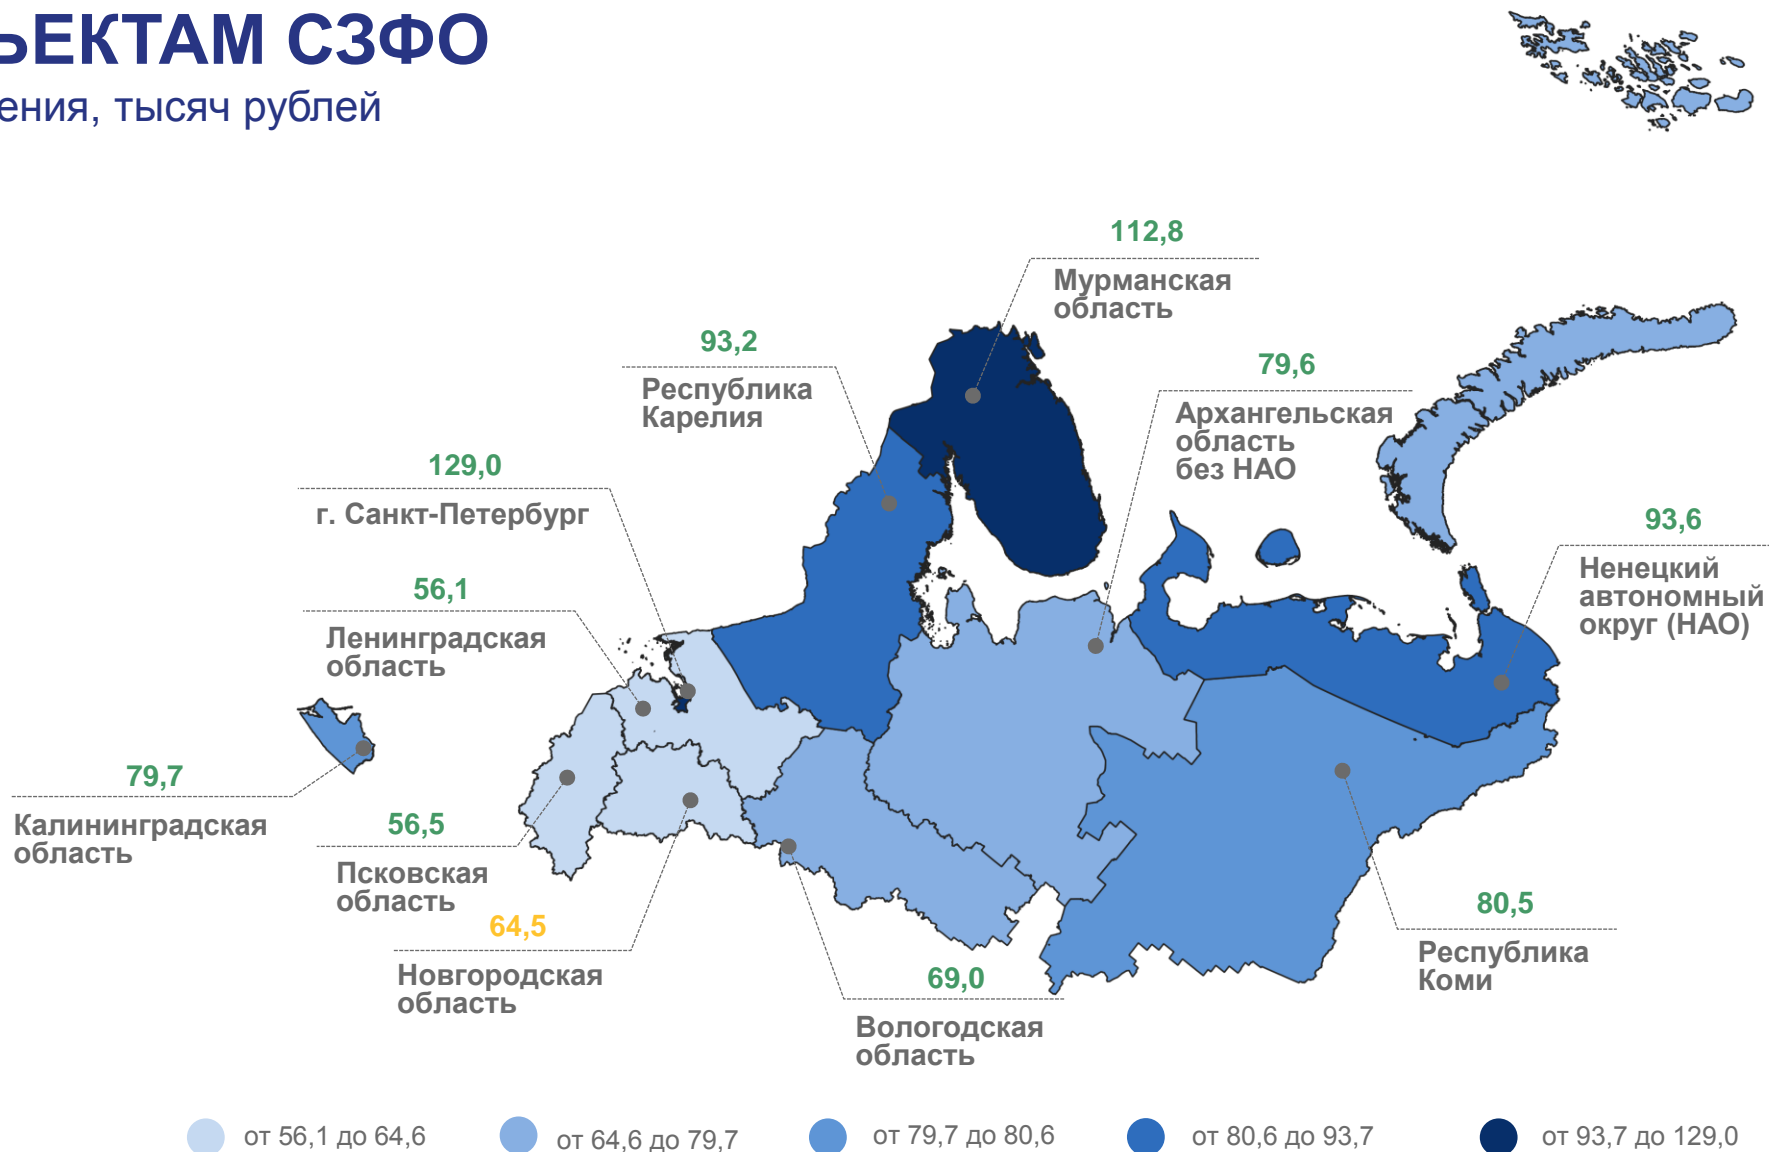 ЪЕКТАМ СЗФО
ения, тысяч рублей
112,8
Мурманская
область
93,2
Республика
Карелия
79,6
Архангельская
область
без НАО
129,0
г. Санкт-Петербург
93,6
Ненецкий
автономный
округ (НАО)
56,1
Ленинградская
область
79,7
Калининградская
область
56,5
Псковская
область
64,5
Новгородская
область
69,0
Вологодская
область
80,5
Республика
Коми
от 56,1 до 64,6
от 64,6 до 79,7
от 79,7 до 80,6
от 80,6 до 93,7
от 93,7 до 129,0